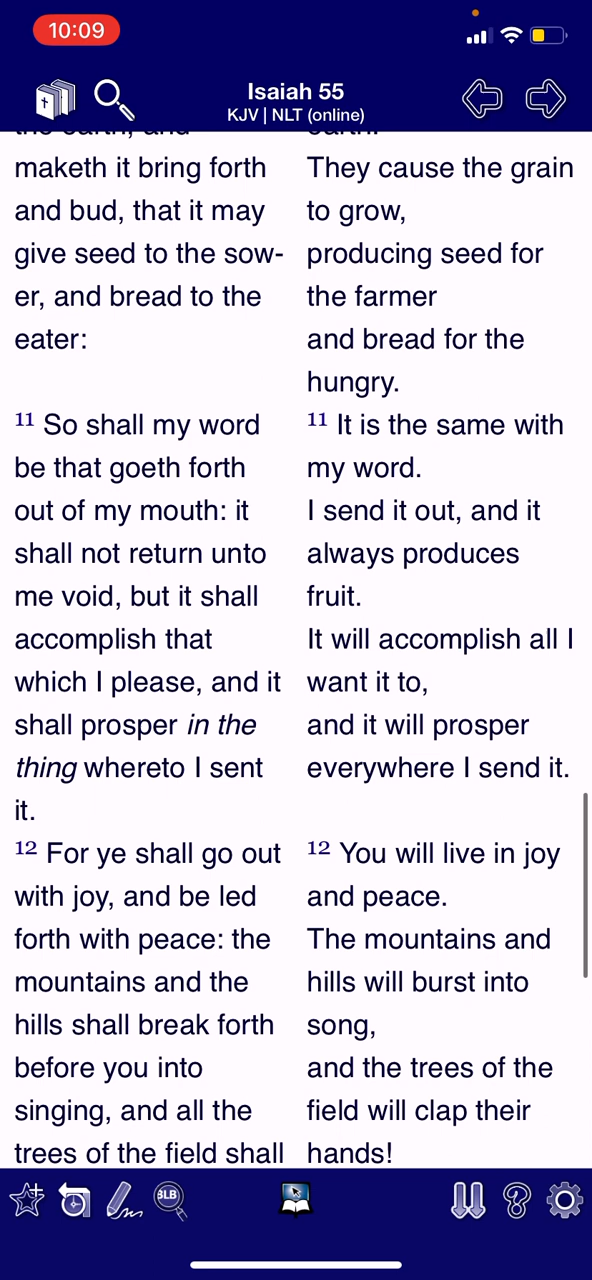 10:09
Isaiah 55
KJV | NLT (online)
the earth, and
maketh it bring forth
and bud, that it may
give seed to the sow-
er, and bread to the
eater:
11 So shall my word
be that goeth forth
out of my mouth: it
shall not return unto
me void, but it shall
accomplish that
which I please, and it
shall prosper in the
thing whereto I sent
it.
12 For ye shall go out
with joy, and be led
forth with peace: the
mountains and the
hills shall break forth
before you into
singing, and all the
trees of the field shall
earth.
They cause the grain
to grow,
producing seed for
the farmer
and bread for the
hungry.
11 It is the same with
my word.
I send it out, and it
always produces
fruit.
It will accomplish all I
want it to,
and it will prosper
everywhere I send it.
12 You will live in joy
and peace.
The mountains and
hills will burst into
song,
and the trees of the
field will clap their
hands!
BLB